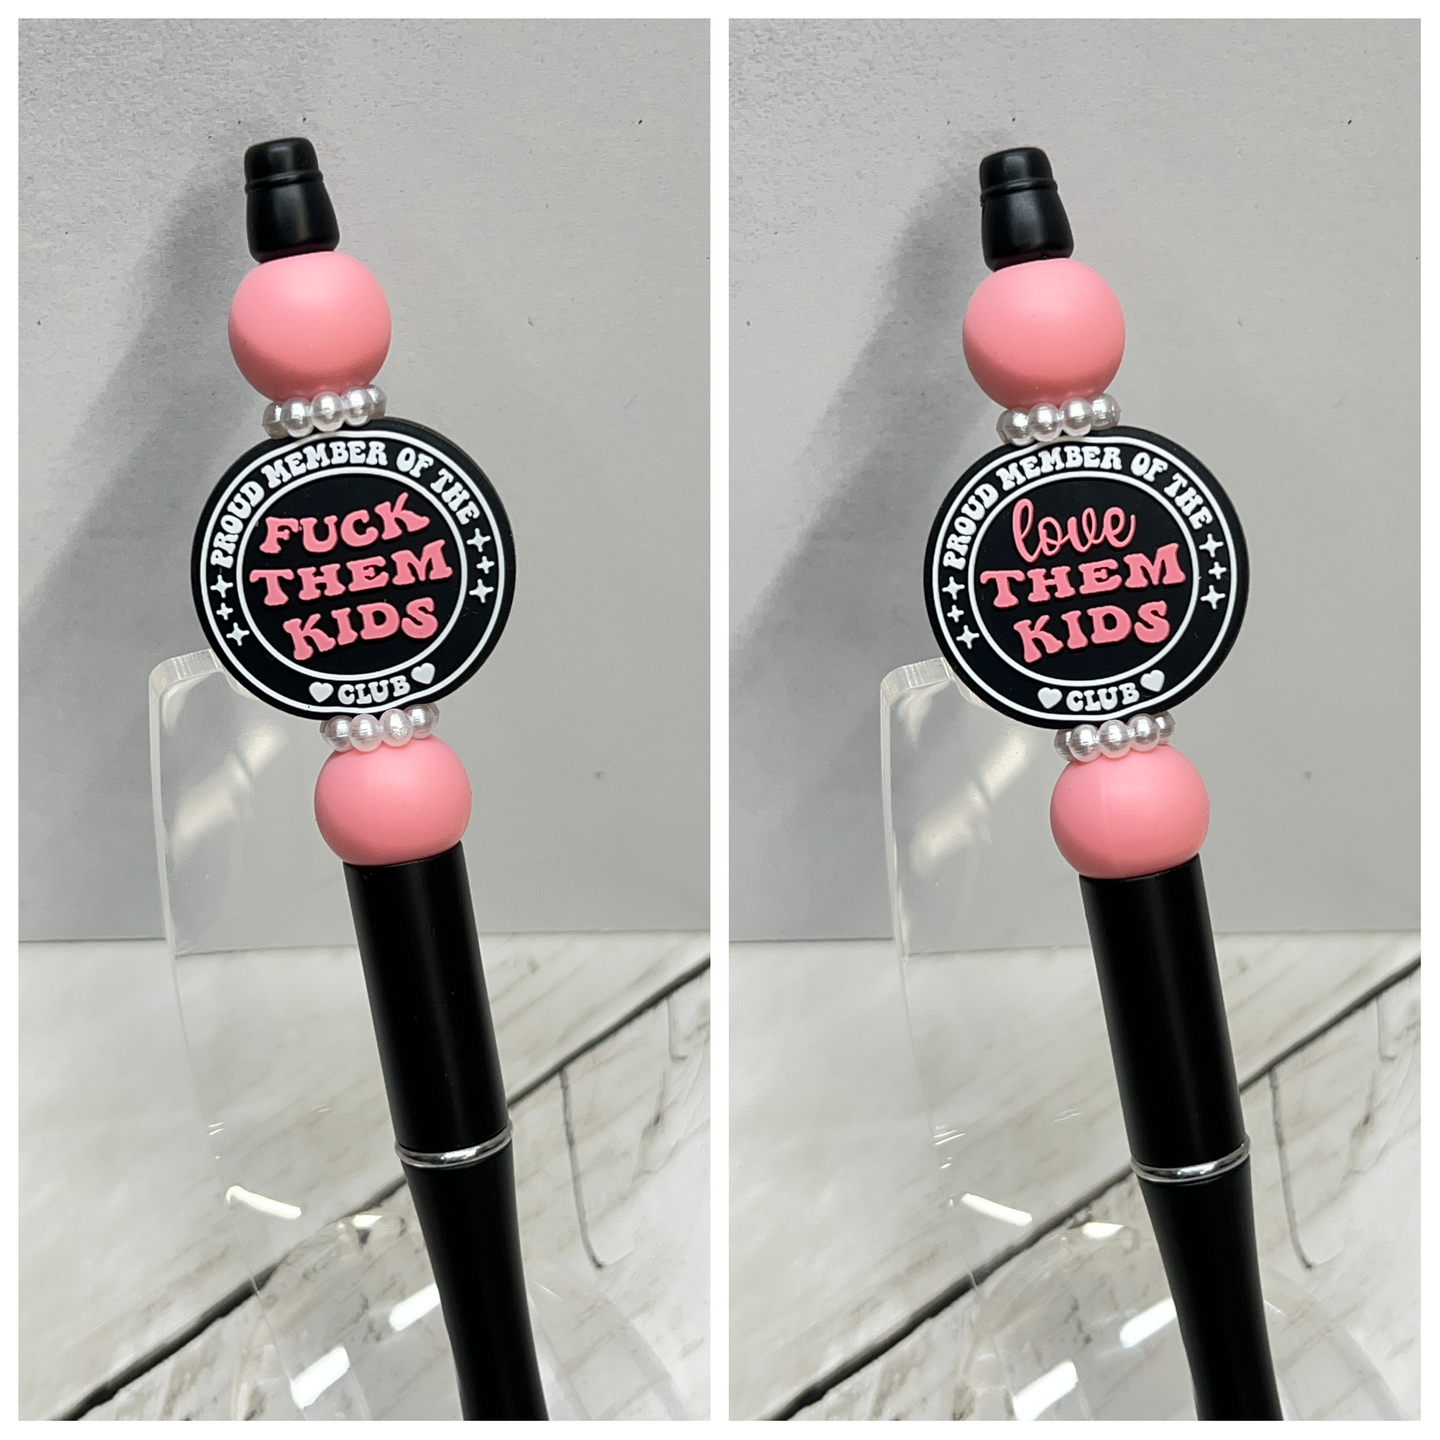 PROUD MEMBER OF THE
FUCK
THEM
KIDS
CLUB
PROUD MEMBER OF THE
love
THEM
KIDS
CLUB